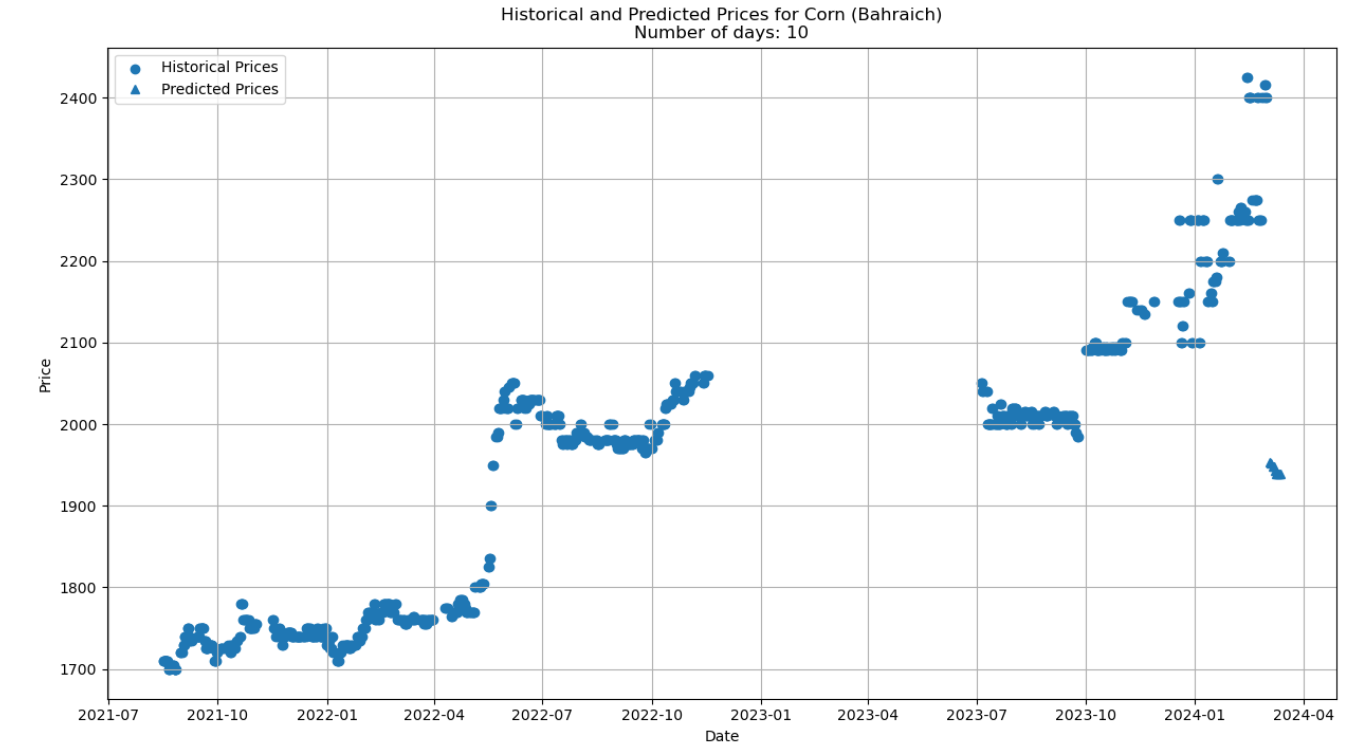 Historical and Predicted Prices for Corn (Bahraich)
Number of days: 10
Historical Prices
Predicted Prices
2400
2300
2200
2100
2000
1900
1800
1700
Price
2021-07 2021-10 2022-01 2022-04 2022-07 2022-10 2023-01 2023-04 2023-07 2023-10 2024-01 2024-04
Date